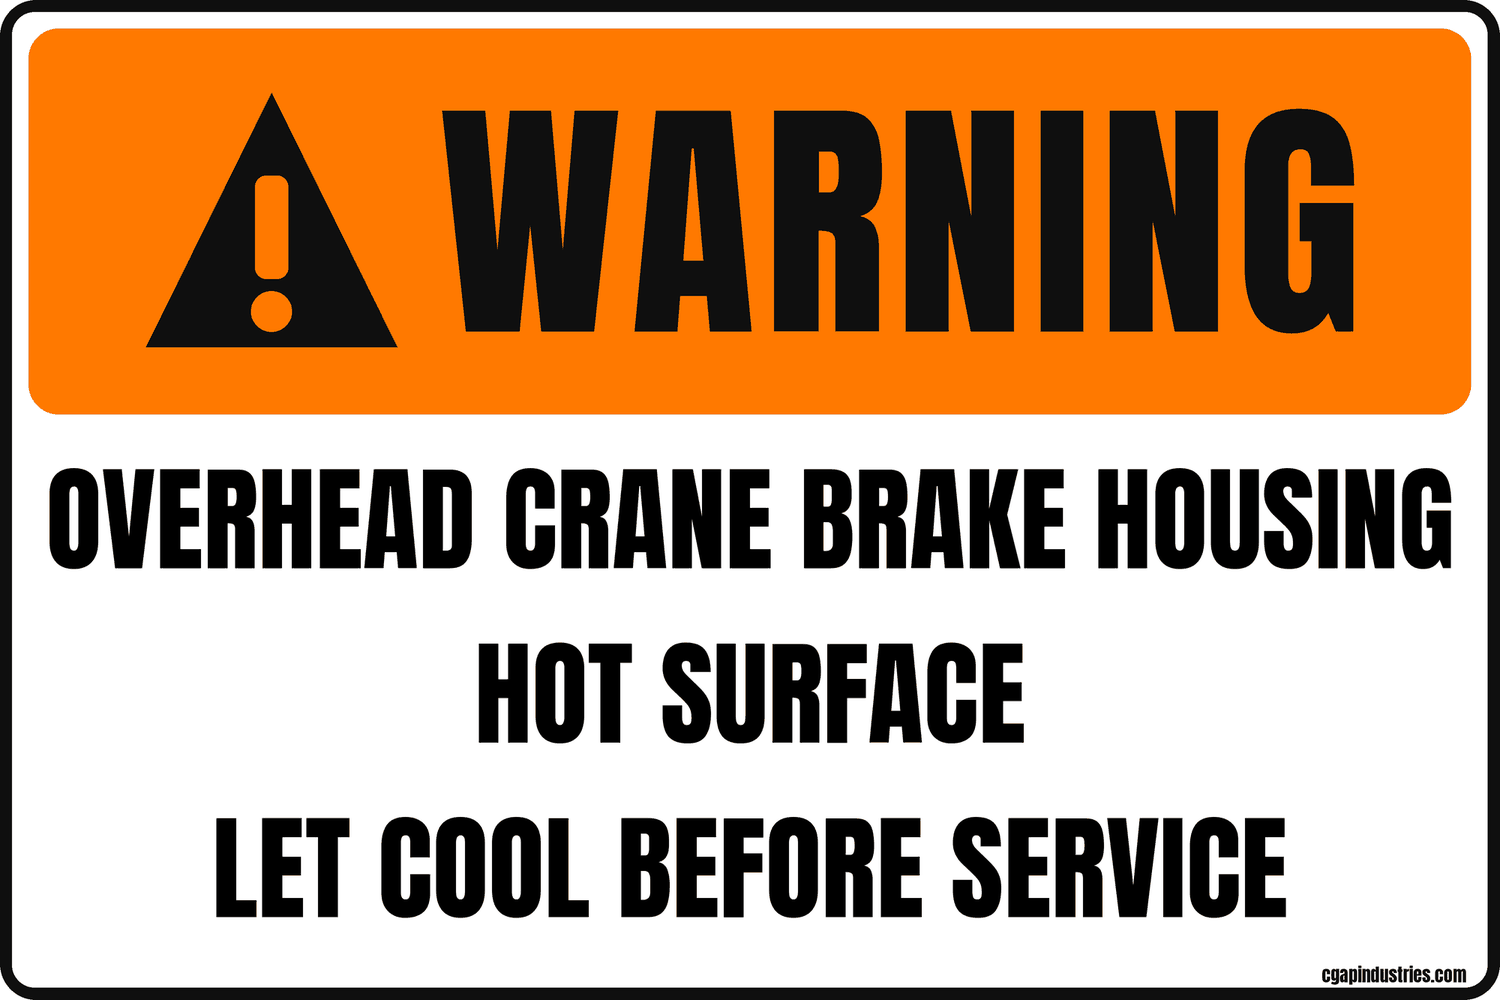 WARNING
OVERHEAD CRANE BRAKE HOUSING
HOT SURFACE
LET COOL BEFORE SERVICE
cgapindustries.com